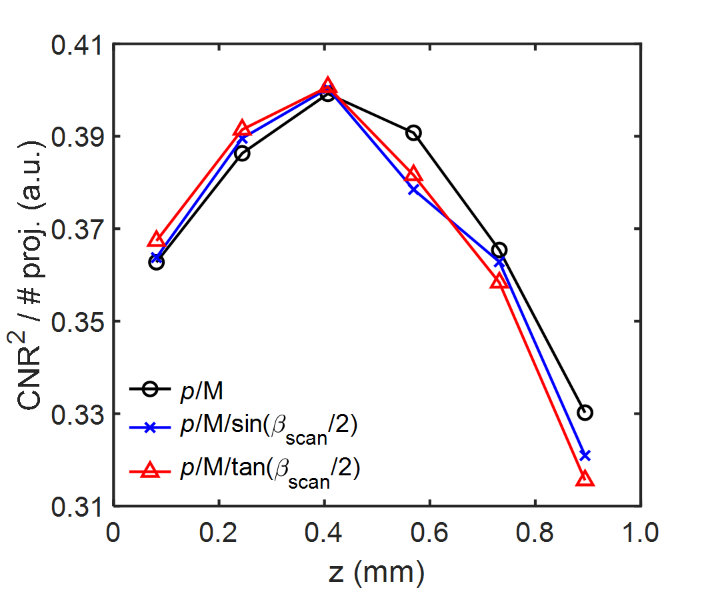 0.41
0.39
0.37
0.35
0.33
0.31
CNR² / # proj. (a.u.)
p/M
p/M/sin(βscan/2)
p/M/tan(βscan/2)
0 0.2 0.4 0.6 0.8 1.0
z (mm)